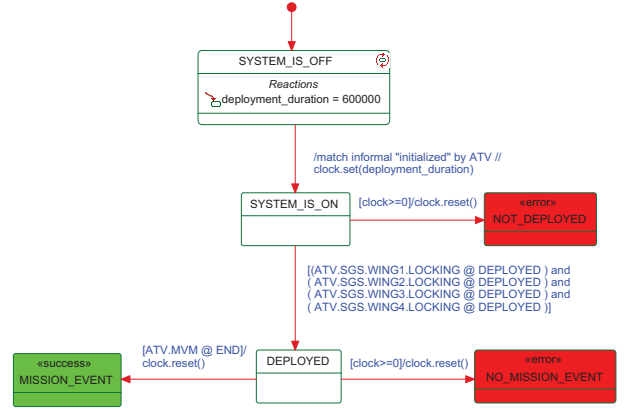 SYSTEM_IS_OFF
Reactions
deployment_duration = 600000
/match informal "initialized" by ATV //
clock.set(deployment_duration)
SYSTEM_IS_ON
[clock>=0]/clock.reset()
«error»
NOT_DEPLOYED
[(ATV.SGS.WING1.LOCKING @ DEPLOYED ) and
( ATV.SGS.WING2.LOCKING @ DEPLOYED ) and
( ATV.SGS.WING3.LOCKING @ DEPLOYED ) and
( ATV.SGS.WING4.LOCKING @ DEPLOYED )]
«success»
MISSION_EVENT
[ATV.MVM @ END]/
clock.reset()
DEPLOYED
[clock>=0]/clock.reset()
«error»
NO_MISSION_EVENT